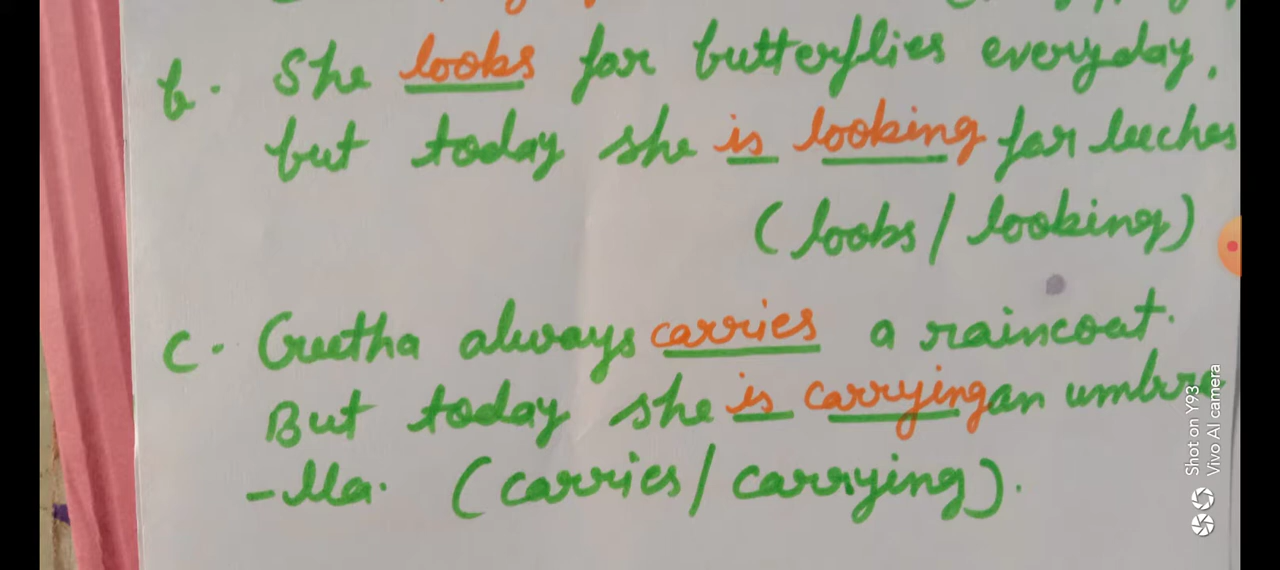 b. She looks for butterflies everyday,
but today she is looking for leeches
(looks / looking)
c. Geetha always carries a raincoat.
But today she is carrying an umbre
-lla. (carries / carrying).
Shot on Y93
Vivo AI camera